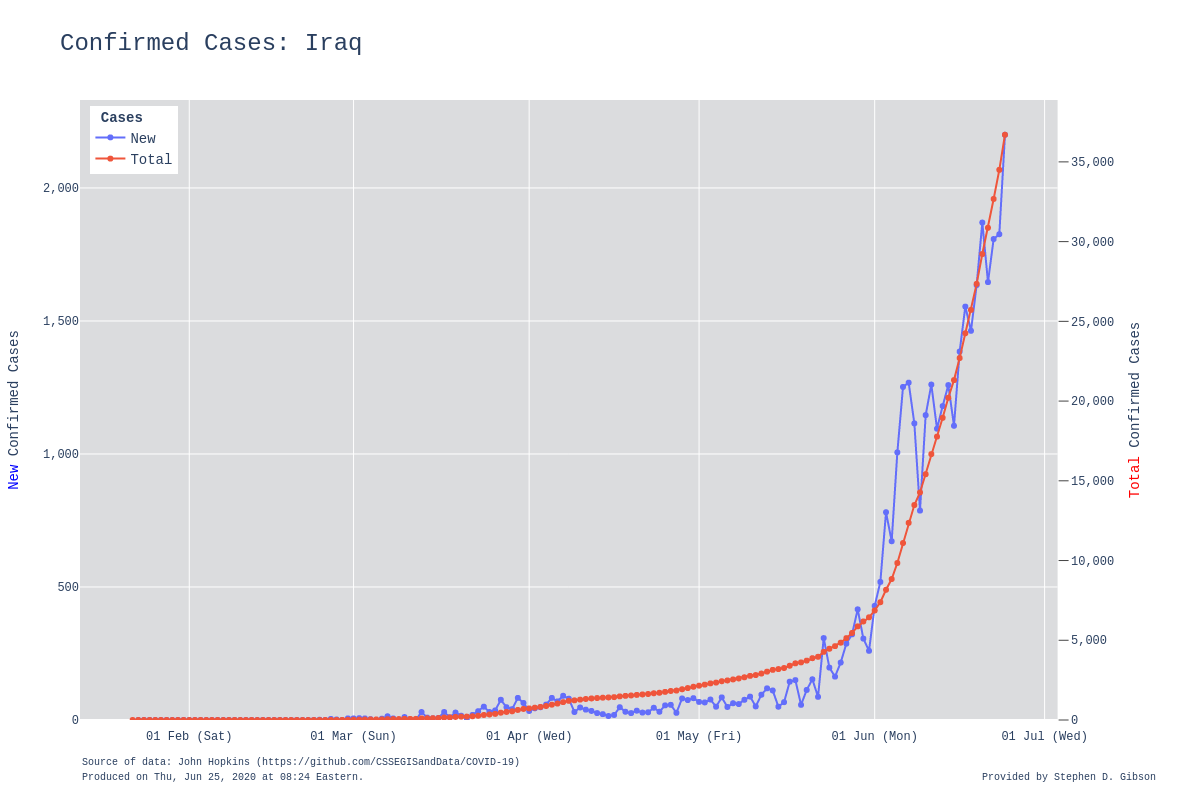 Confirmed Cases: Iraq
Cases
New
Total
2,000
1,500
1,000
500
0
New Confirmed Cases
35,000
30,000
25,000
20,000
15,000
10,000
5,000
0
Total Confirmed Cases
01 Feb (Sat)
01 Mar (Sun)
01 Apr (Wed)
01 May (Fri)
01 Jun (Mon)
01 Jul (Wed)
Source of data: John Hopkins (https://github.com/CSSEGISandData/COVID-19)
Produced on Thu, Jun 25, 2020 at 08:24 Eastern.
Provided by Stephen D. Gibson